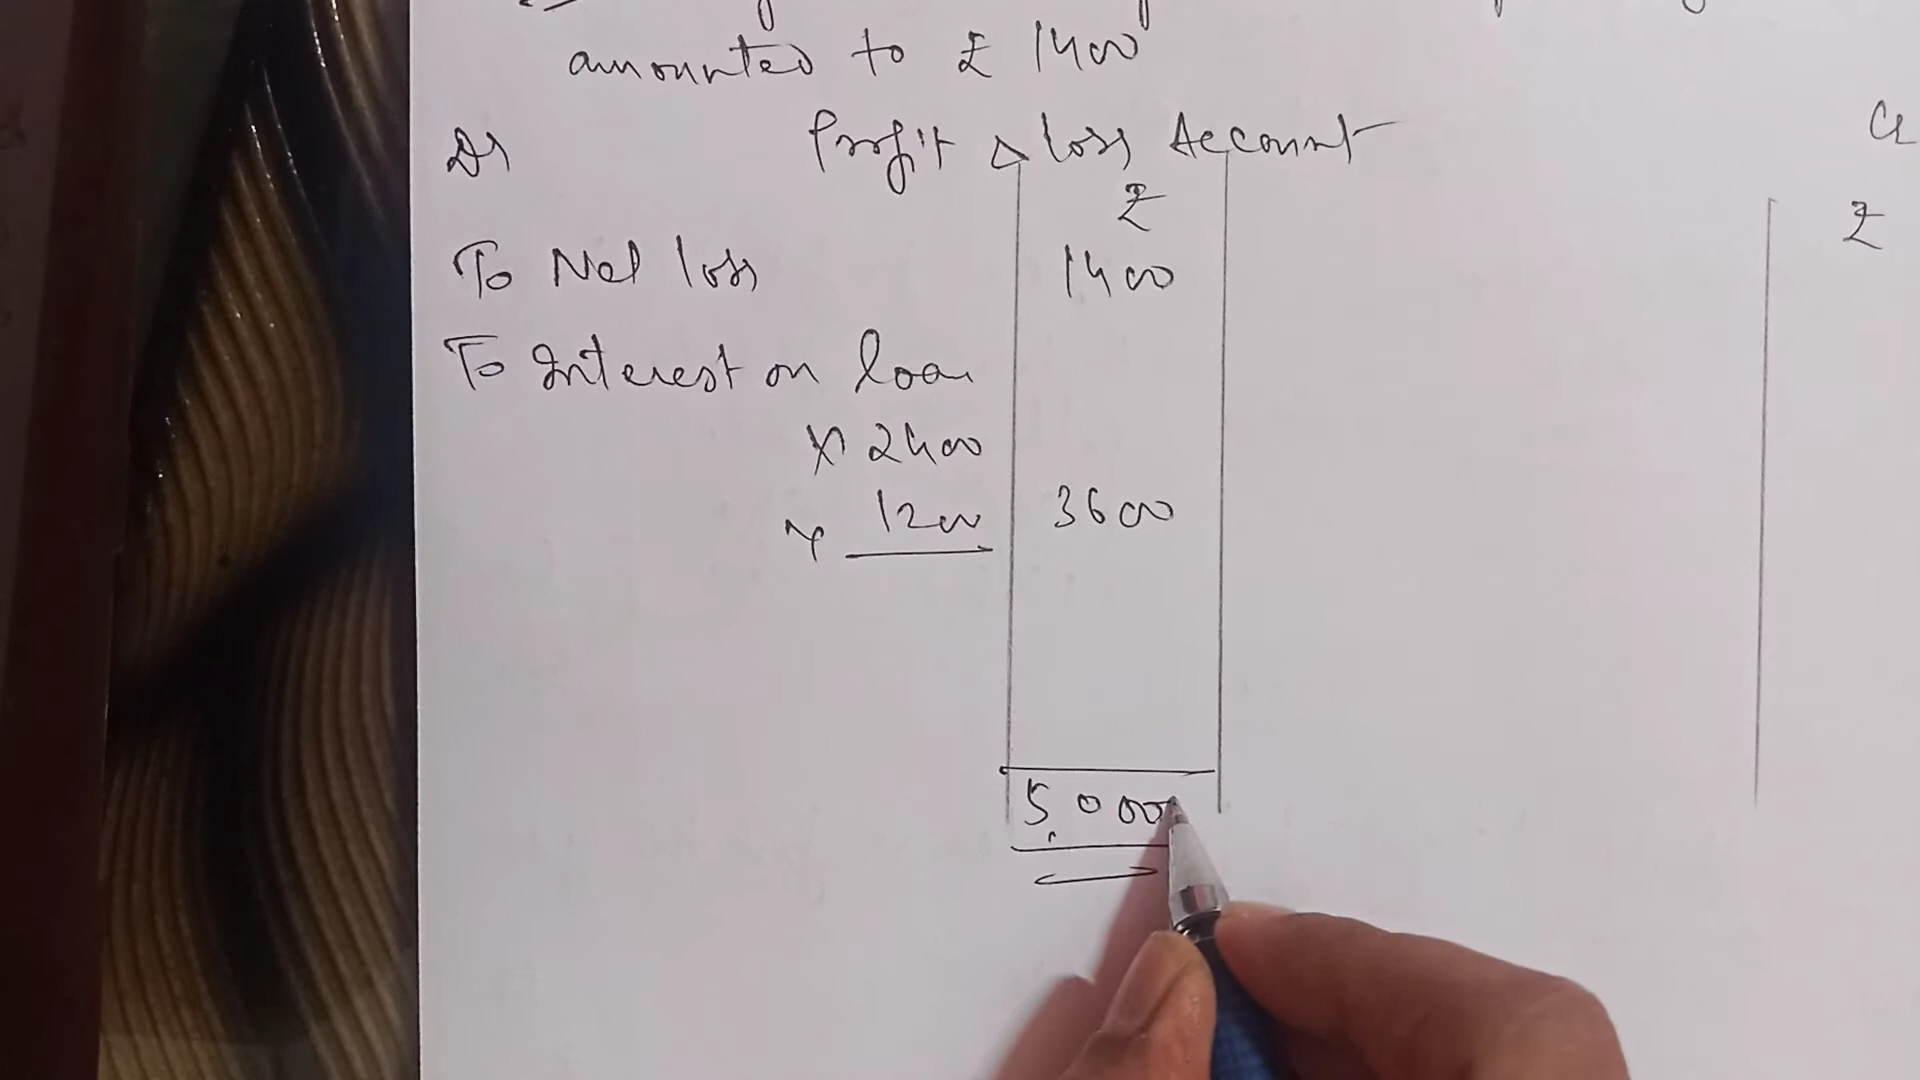 amounted to ₹ 1400
Dr Profit & loss Account Cr
₹ ₹
To Net loss 1400
To Interest on loan
X 2400
Y 1200 3600
5,000